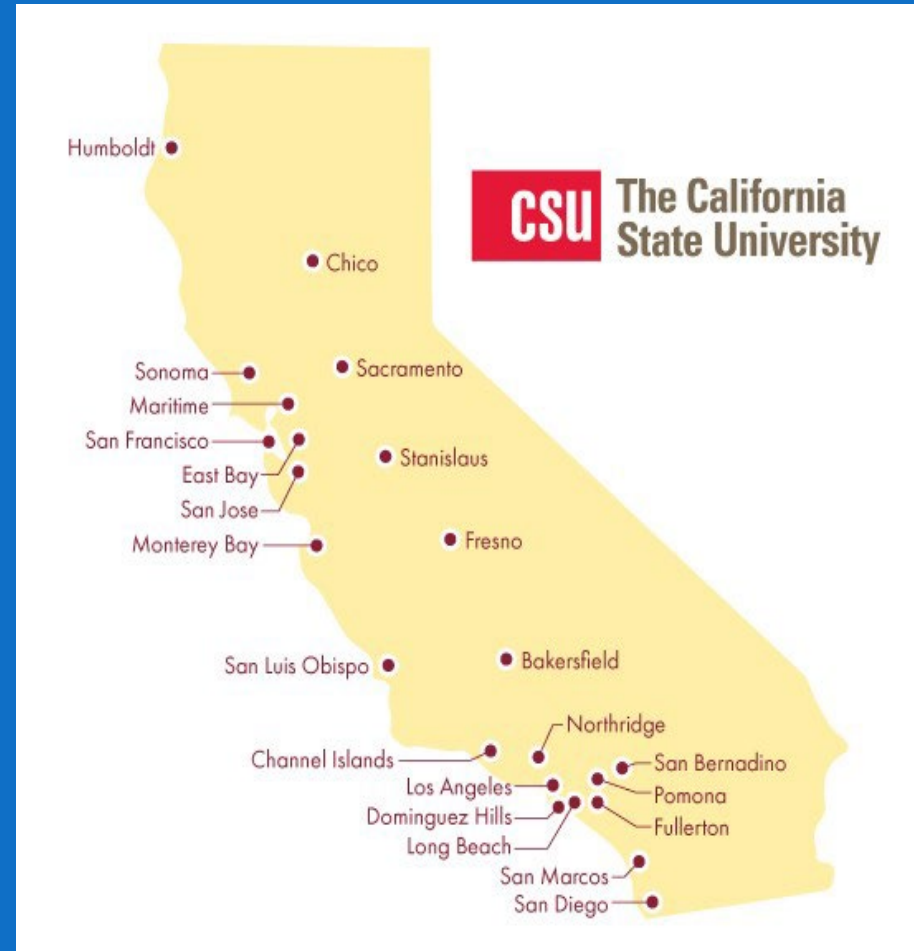 Humboldt
CSU The California
State University
Chico
Sonoma
Sacramento
Maritime
San Francisco
Stanislaus
East Bay
San Jose
Monterey Bay
Fresno
San Luis Obispo
Bakersfield
Northridge
Channel Islands
San Bernadino
Los Angeles
Pomona
Dominguez Hills
Fullerton
Long Beach
San Marcos
San Diego